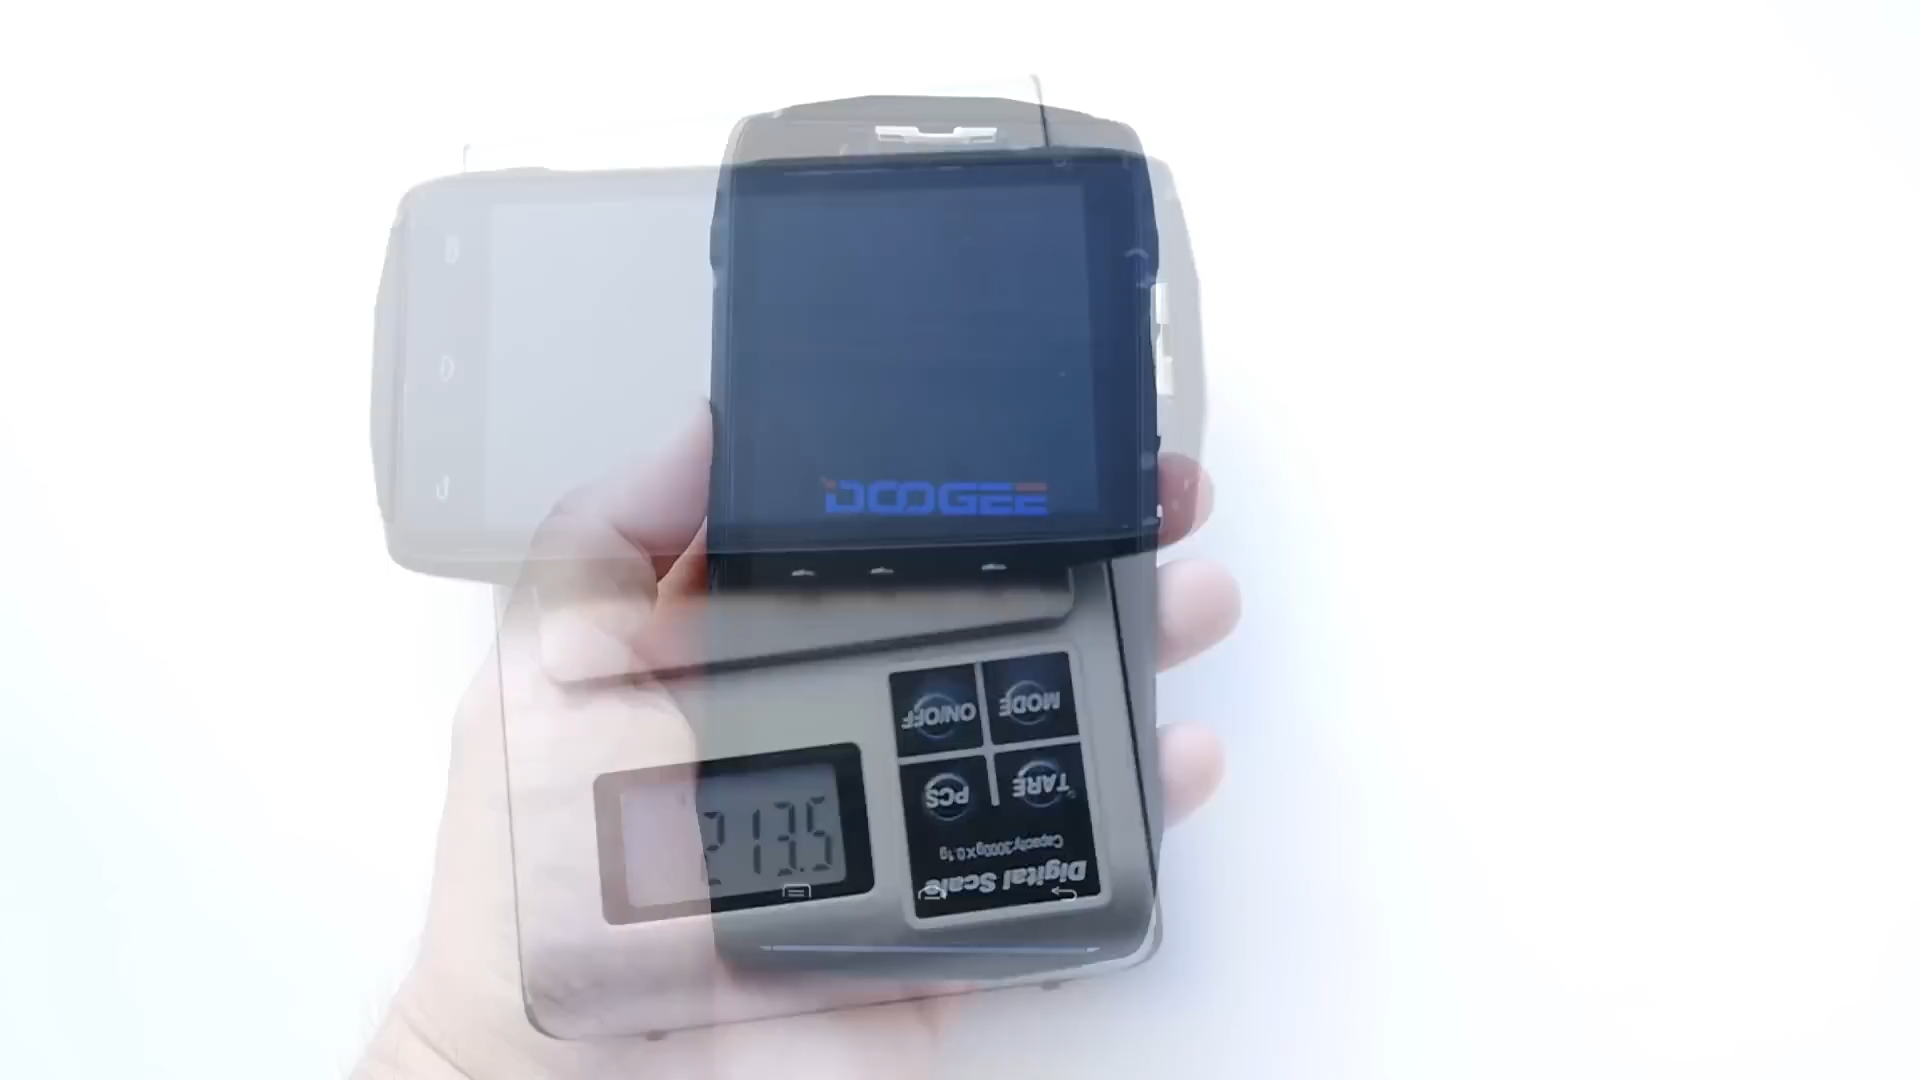 DOOGEE
213.5
Digital Scale
Capacity:3000g×0.1g
TARE
PCS
MODE
ON/OFF